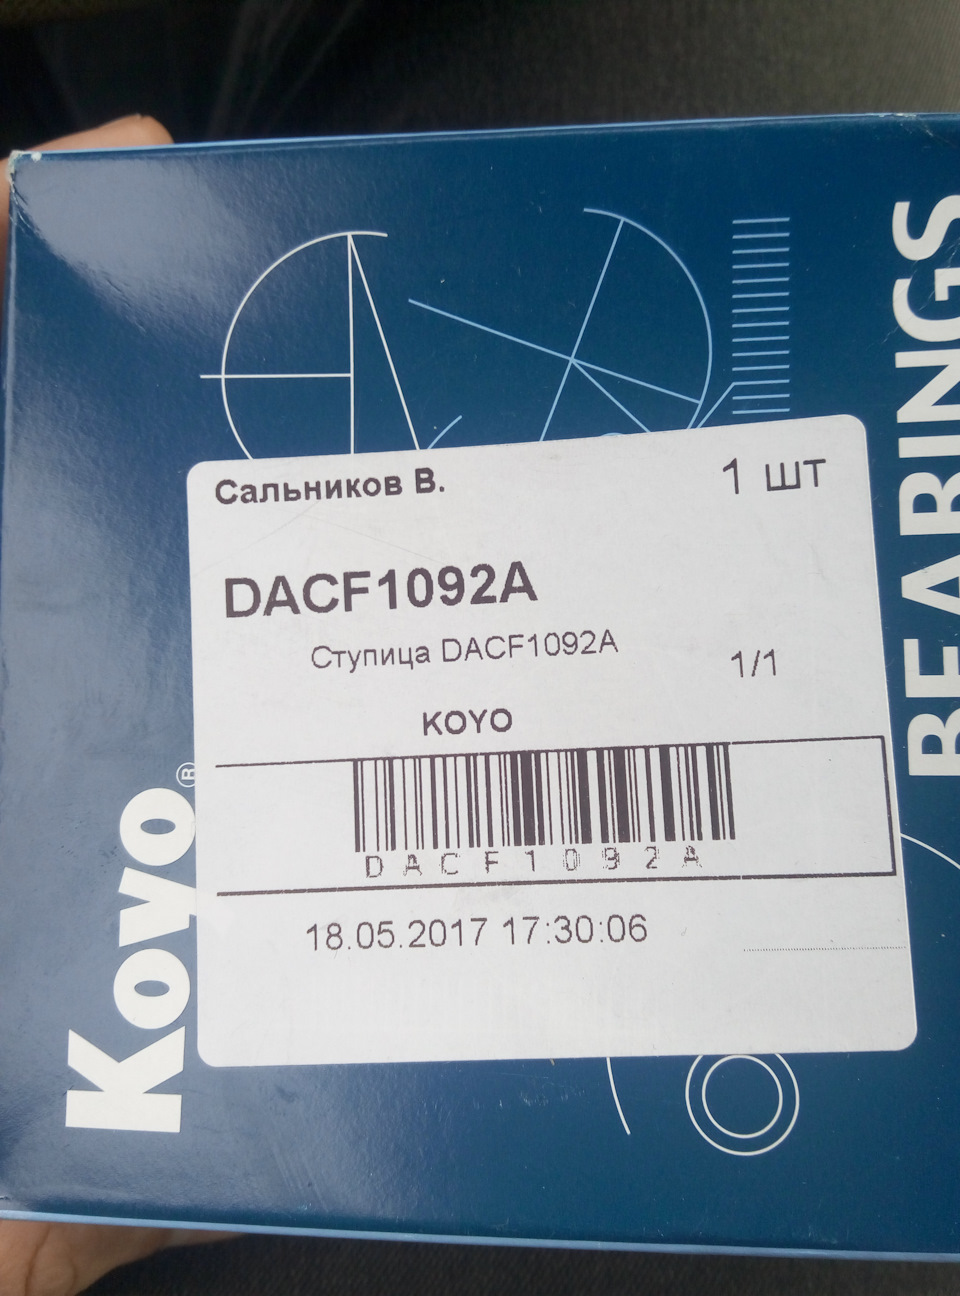 Koyo®
BEARINGS
Сальников В.
1 шт
DACF1092A
Ступица DACF1092A
1/1
KOYO
DACF1092A
18.05.2017 17:30:06